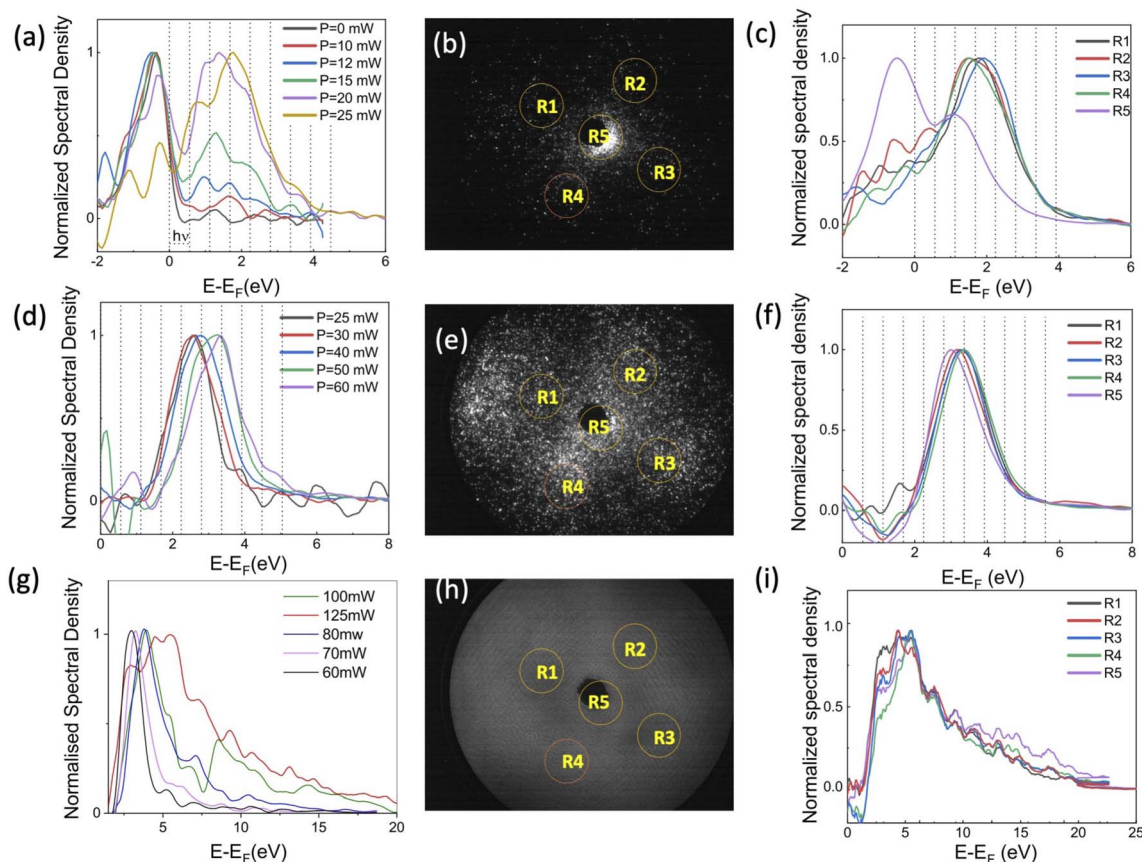 (a)
Normalized Spectral Density
1
0
P=0 mW
P=10 mW
P=12 mW
P=15 mW
P=20 mW
P=25 mW
hν
-2 0 2 4 6
E-EF(eV)
(b)
R1
R2
R5
R3
R4
(c)
Normalized Spectral Density
1.0
0.5
0.0
R1
R2
R3
R4
R5
-2 0 2 4 6
E-EF (eV)
(d)
Normalized Spectral Density
1
0
P=25 mW
P=30 mW
P=40 mW
P=50 mW
P=60 mW
0 2 4 6 8
E-EF(eV)
(e)
R2
R1
R5
R3
R4
(f)
Normalized Spectral Density
1.0
0.5
0.0
R1
R2
R3
R4
R5
0 2 4 6 8
E-EF (eV)
(g)
Normalised Spectral Density
1
0
100mW
125mW
80mw
70mW
60mW
5 10 15 20
E-EF (eV)
(h)
R2
R1
R5
R3
R4
(i)
Normalized spectral density
1.0
0.5
0.0
R1
R2
R3
R4
R5
0 5 10 15 20 25
E-EF (eV)